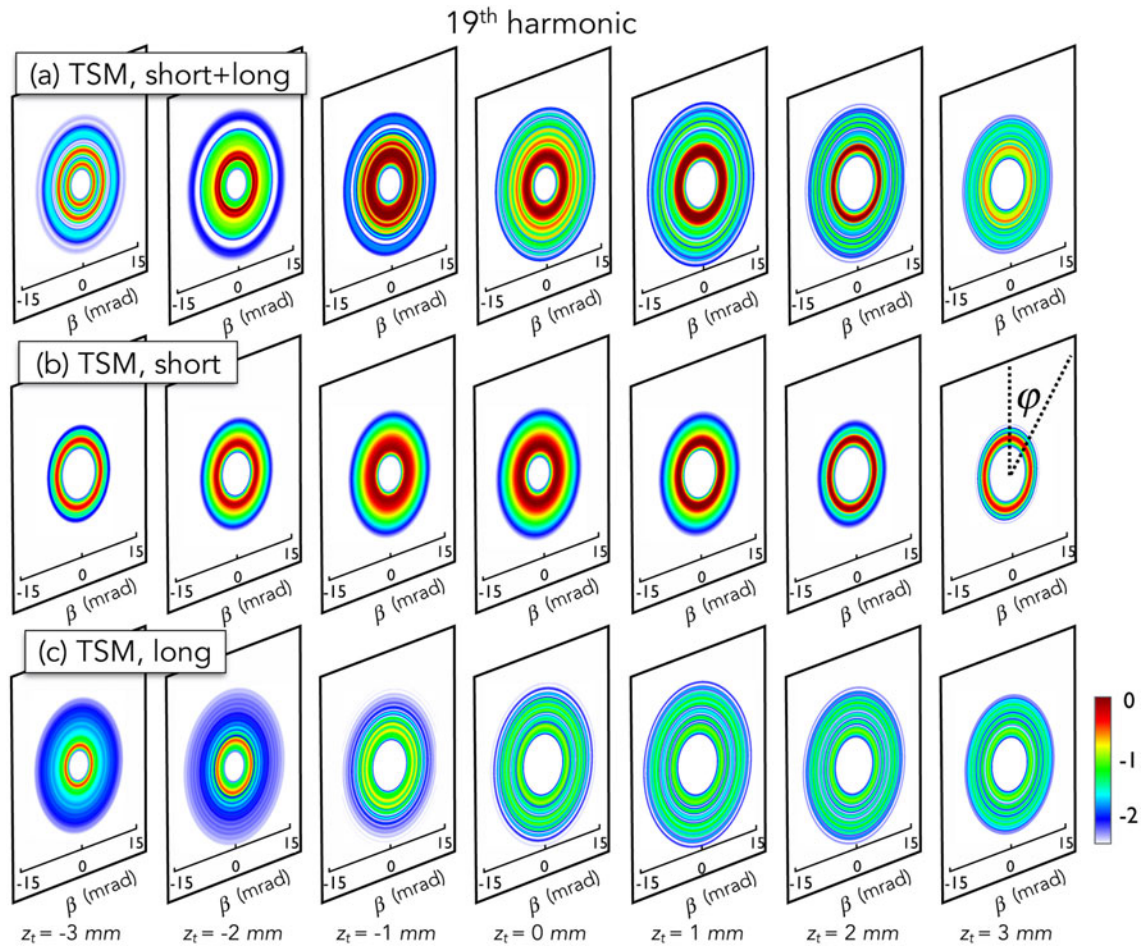 19th harmonic
(a) TSM, short+long
-15 0 15 -15 0 15 -15 0 15 -15 0 15 -15 0 15 -15 0 15 -15 0 15
β (mrad) β (mrad) β (mrad) β (mrad) β (mrad) β (mrad) β (mrad)
(b) TSM, short
φ
-15 0 15 -15 0 15 -15 0 15 -15 0 15 -15 0 15 -15 0 15 -15 0 15
β (mrad) β (mrad) β (mrad) β (mrad) β (mrad) β (mrad) β (mrad)
(c) TSM, long
0
-1
-2
-15 0 15 -15 0 15 -15 0 15 -15 0 15 -15 0 15 -15 0 15 -15 0 15
β (mrad) β (mrad) β (mrad) β (mrad) β (mrad) β (mrad) β (mrad)
zt = -3 mm zt = -2 mm zt = -1 mm zt = 0 mm zt = 1 mm zt = 2 mm zt = 3 mm